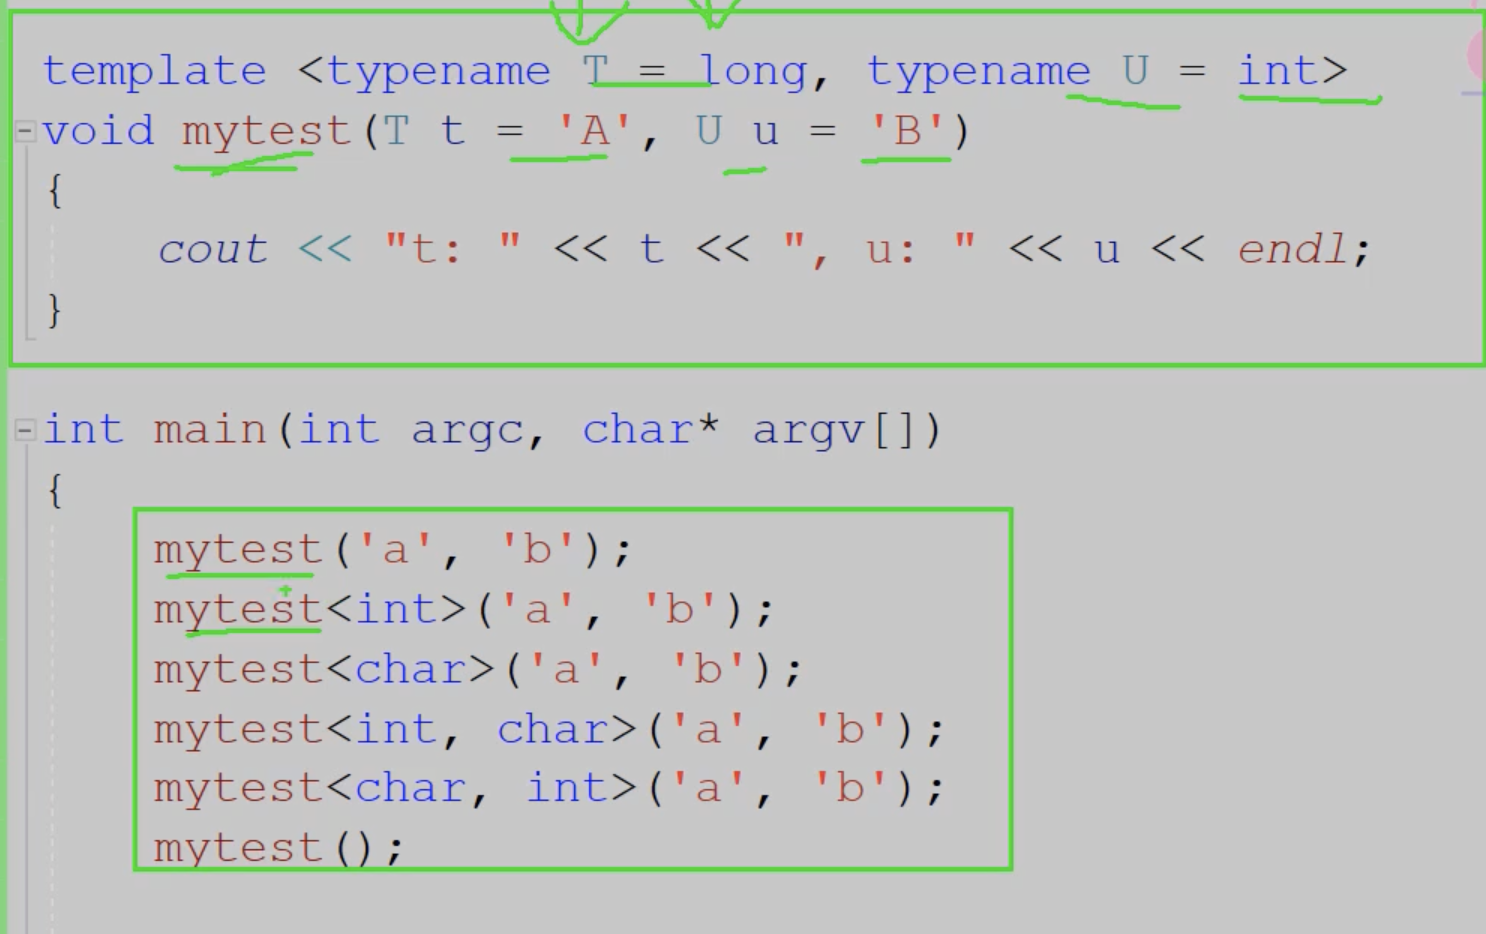 template <typename T = long, typename U = int>
void mytest(T t = 'A', U u = 'B')
{
cout << "t: " << t << ", u: " << u << endl;
}
int main(int argc, char* argv[])
{
mytest('a', 'b');
mytest<int>('a', 'b');
mytest<char>('a', 'b');
mytest<int, char>('a', 'b');
mytest<char, int>('a', 'b');
mytest();